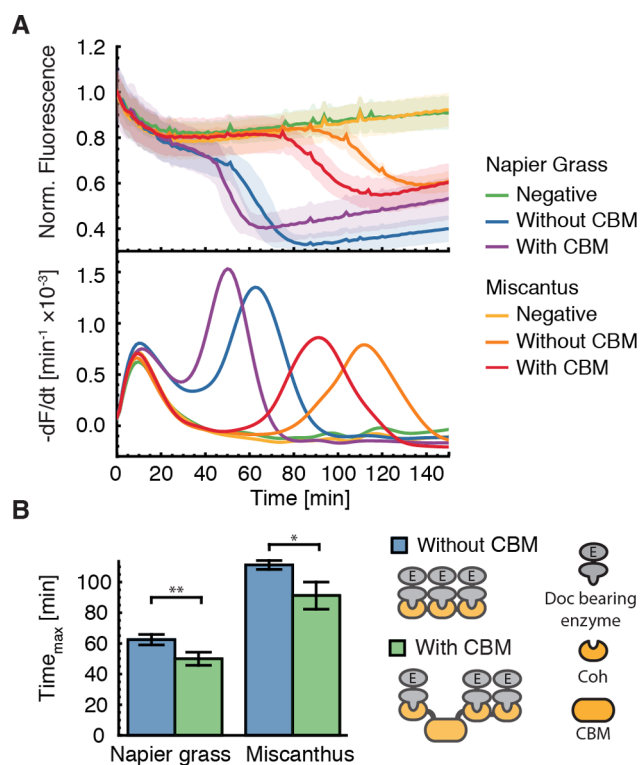 A
1.2
1.0
0.8
0.6
0.4
Norm. Fluorescence
1.5
1.0
0.5
0.0
-dF/dt [min⁻¹ ×10⁻³]
0 20 40 60 80 100 120 140
Time [min]
Napier Grass
Negative
Without CBM
With CBM
Miscantus
Negative
Without CBM
With CBM
B
100
80
60
40
20
0
Time_max [min]
**
*
Napier grass Miscanthus
Without CBM
E E E
With CBM
E E E
E
Doc bearing
enzyme
Coh
CBM